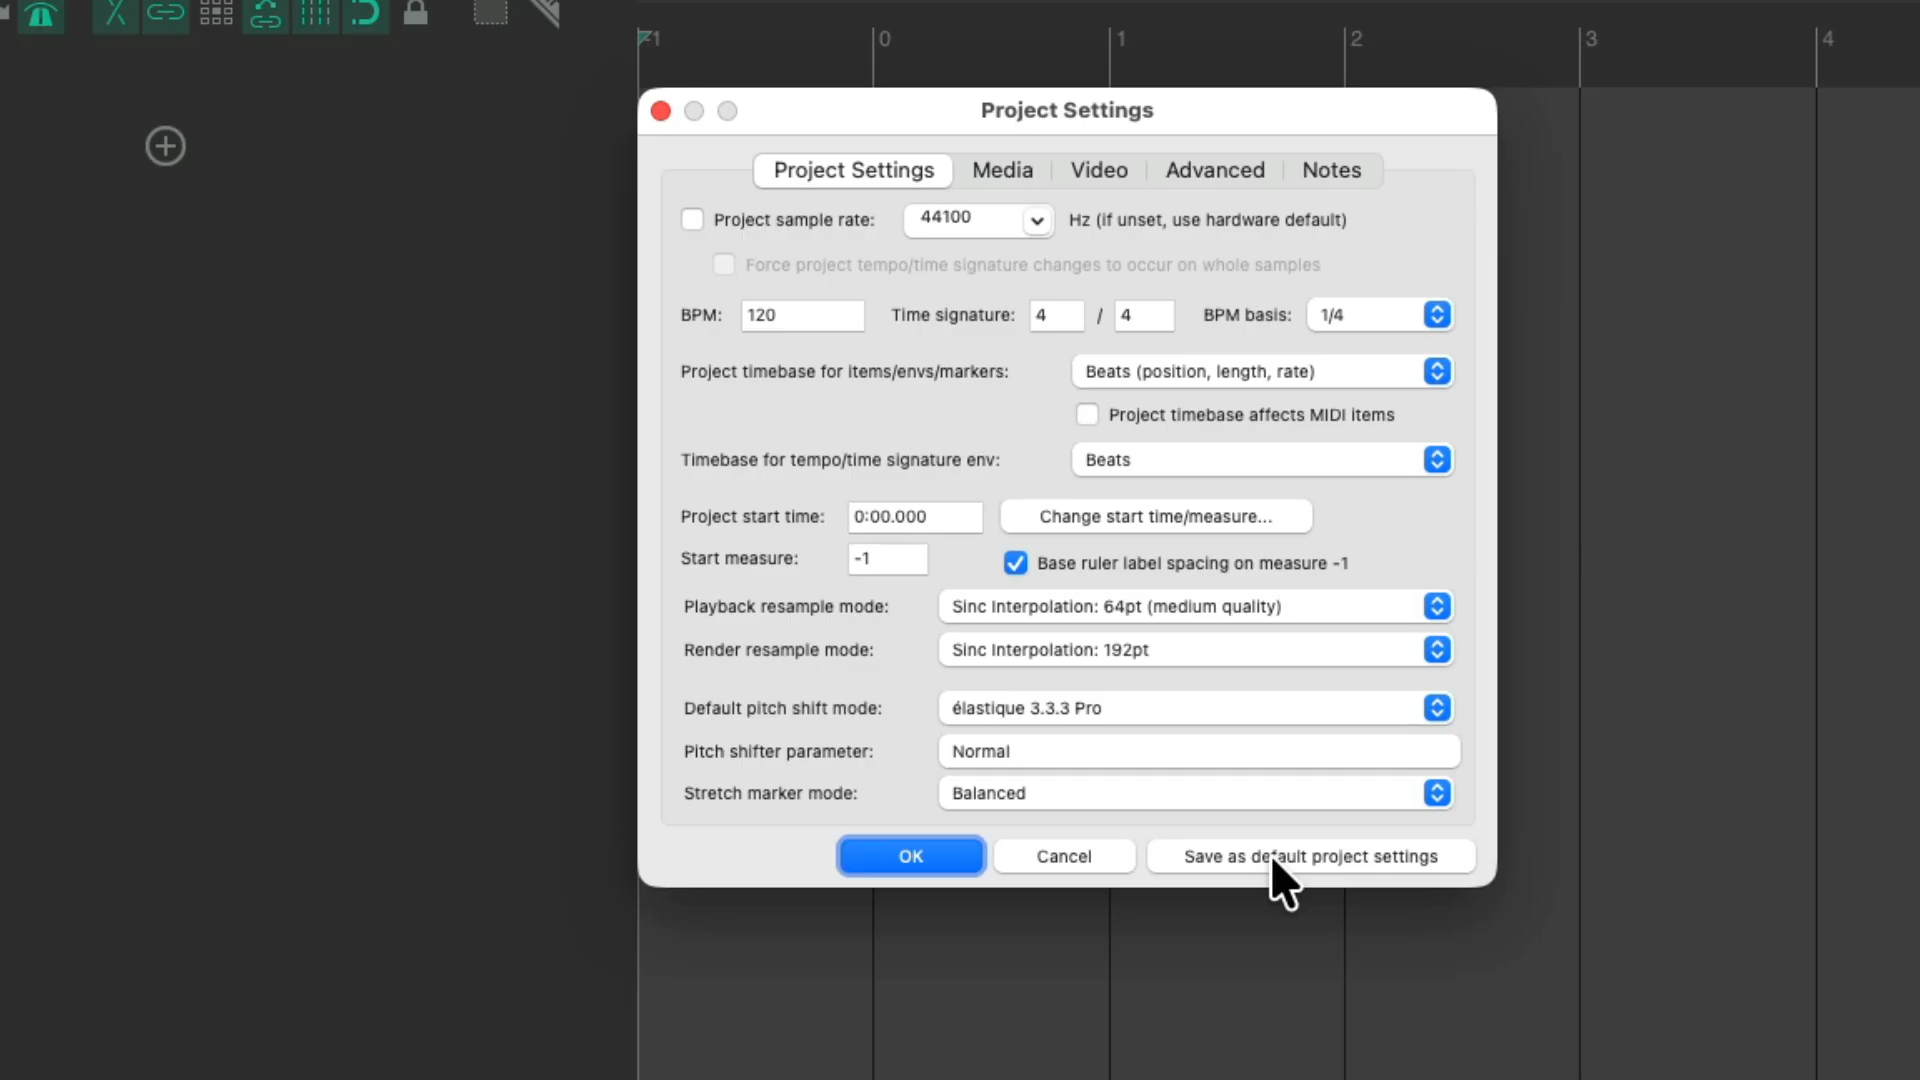 -1 0 1 2 3 4
Project Settings
Project Settings Media Video Advanced Notes
Project sample rate: 44100 Hz (if unset, use hardware default)
Force project tempo/time signature changes to occur on whole samples
BPM: 120 Time signature: 4 / 4 BPM basis: 1/4
Project timebase for items/envs/markers: Beats (position, length, rate)
Project timebase affects MIDI items
Timebase for tempo/time signature env: Beats
Project start time: 0:00.000 Change start time/measure...
Start measure: -1 Base ruler label spacing on measure -1
Playback resample mode: Sinc Interpolation: 64pt (medium quality)
Render resample mode: Sinc Interpolation: 192pt
Default pitch shift mode: élastique 3.3.3 Pro
Pitch shifter parameter: Normal
Stretch marker mode: Balanced
OK Cancel Save as default project settings